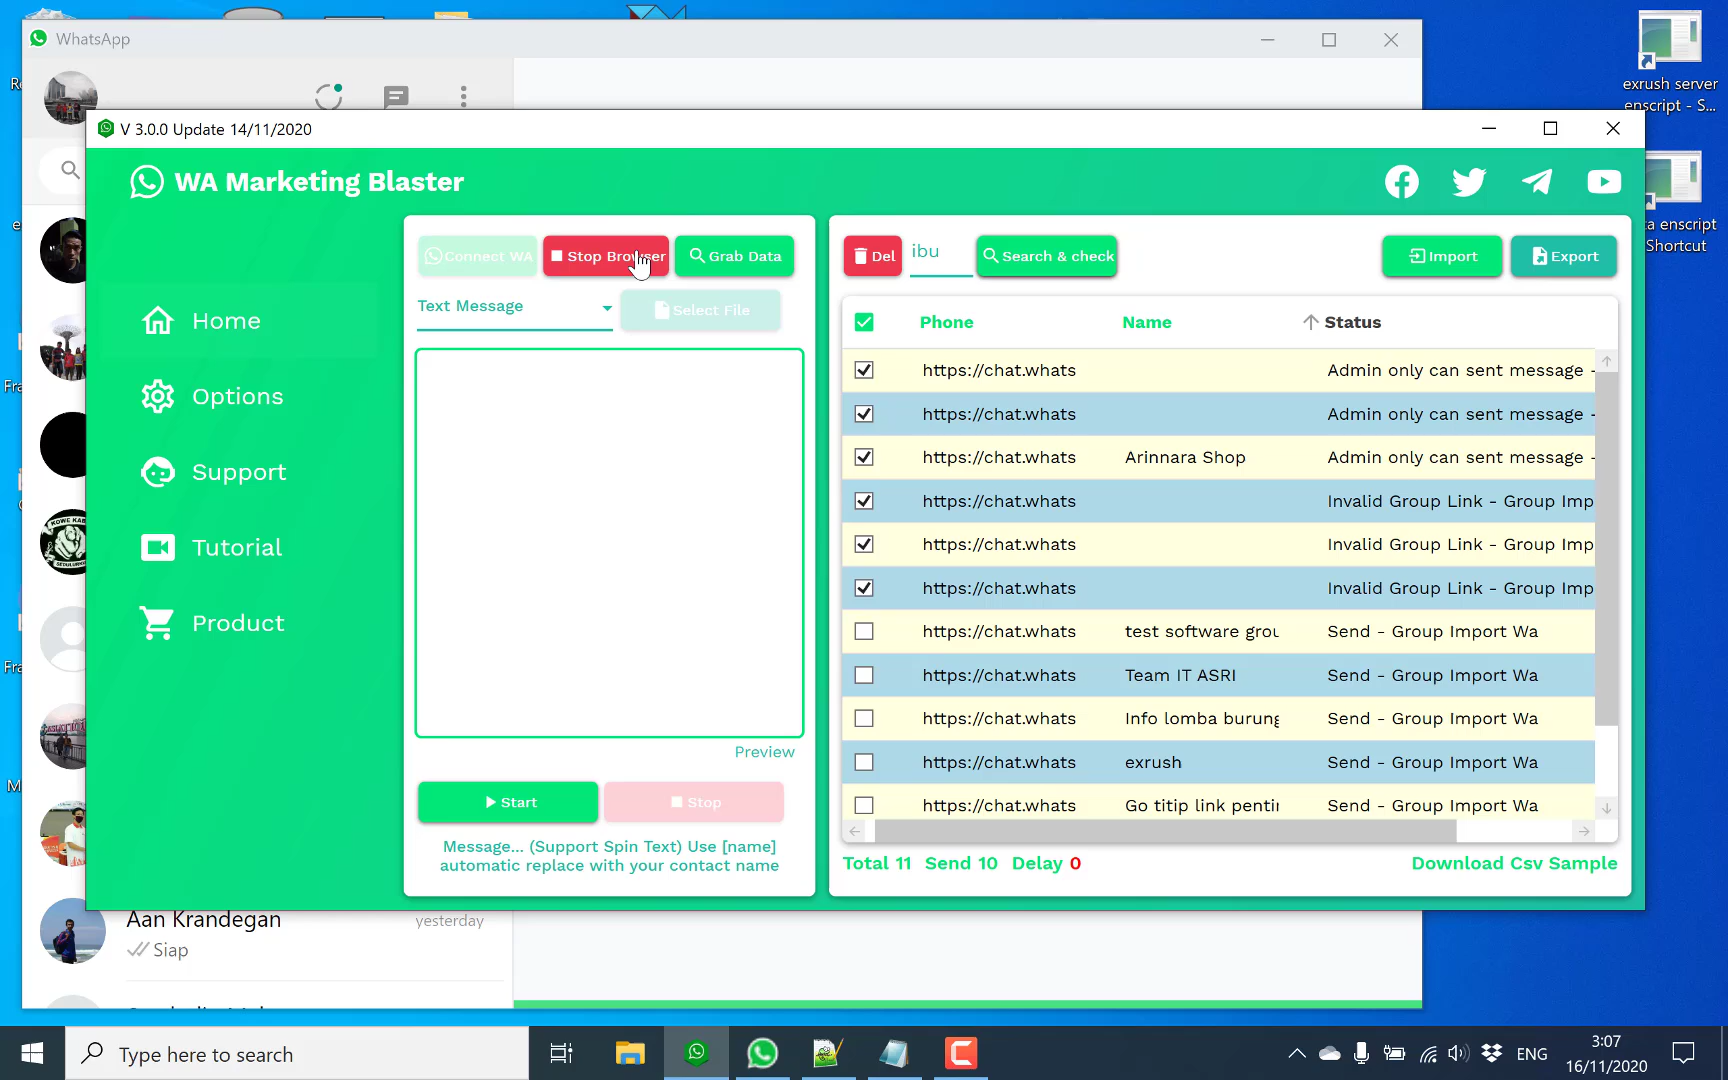 WhatsApp
exrush server
enscript - S...
V 3.0.0 Update 14/11/2020
WA Marketing Blaster
Connect WA
Stop Browser
Grab Data
Del
ibu
Search & check
Import
Export
a enscript
Shortcut
Text Message
Select File
Home
Options
Support
Tutorial
Product
Phone Name Status
https://chat.whats Admin only can sent message -
https://chat.whats Admin only can sent message -
https://chat.whats Arinnara Shop Admin only can sent message -
https://chat.whats Invalid Group Link - Group Imp
https://chat.whats Invalid Group Link - Group Imp
https://chat.whats Invalid Group Link - Group Imp
https://chat.whats test software grou Send - Group Import Wa
https://chat.whats Team IT ASRI Send - Group Import Wa
https://chat.whats Info lomba burung Send - Group Import Wa
https://chat.whats exrush Send - Group Import Wa
https://chat.whats Go titip link pentin Send - Group Import Wa
Preview
Start
Stop
Message... (Support Spin Text) Use [name]
automatic replace with your contact name
Total 11 Send 10 Delay 0
Download Csv Sample
Aan Krandegan
yesterday
Siap
Type here to search
ENG
3:07
16/11/2020